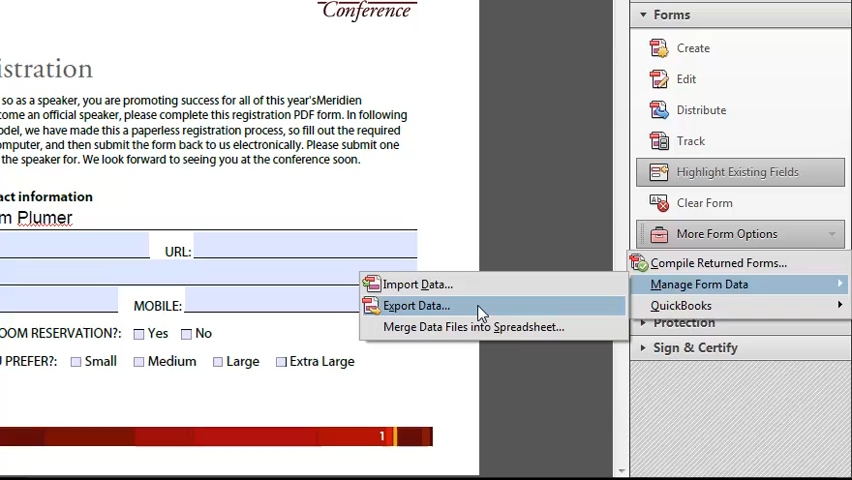 Conference
istration
so as a speaker, you are promoting success for all of this year'sMeridien
ome an official speaker, please complete this registration PDF form. In following
odel, we have made this a paperless registration process, so fill out the required
omputer, and then submit the form back to us electronically. Please submit one
the speaker for. We look forward to seeing you at the conference soon.
act information
m Plumer
URL:
MOBILE:
OOM RESERVATION?: Yes No
U PREFER?: Small Medium Large Extra Large
1
Import Data...
Export Data...
Merge Data Files into Spreadsheet...
Forms
Create
Edit
Distribute
Track
Highlight Existing Fields
Clear Form
More Form Options
Compile Returned Forms...
Manage Form Data
QuickBooks
Protection
Sign & Certify